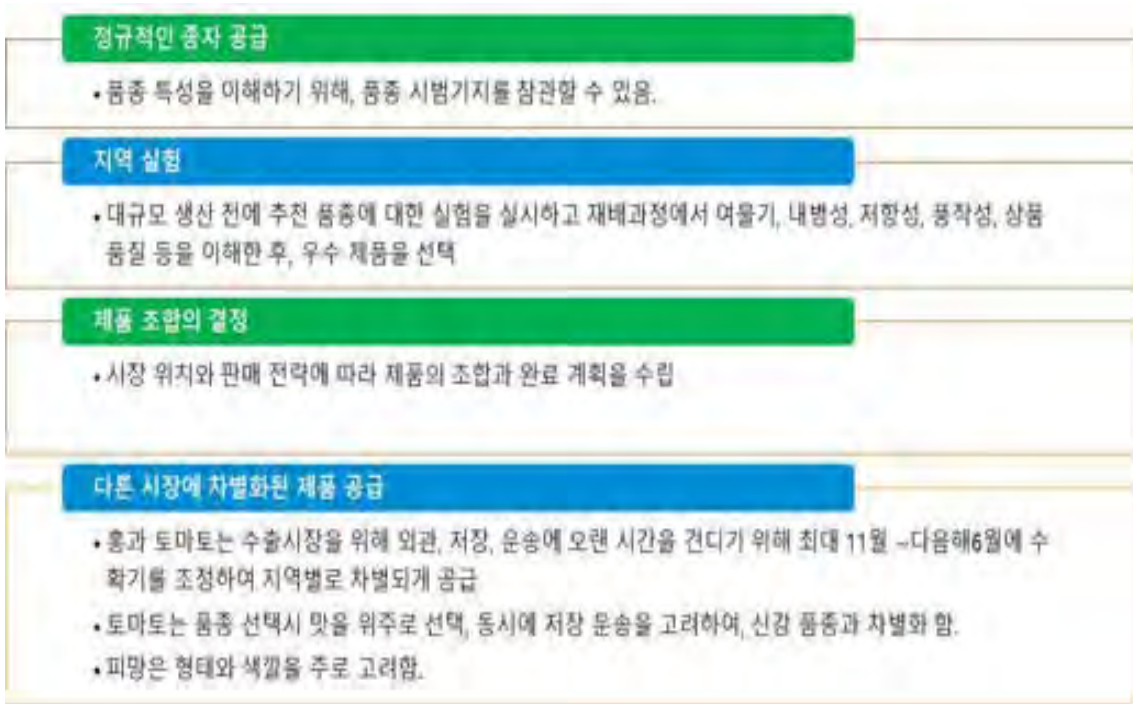 정규적인 종자 공급
• 품종 특성을 이해하기 위해, 품종 시범기지를 참관할 수 있음.
지역 실험
• 대규모 생산 전에 추천 품종에 대한 실험을 실시하고 재배과정에서 여물기, 내병성, 저항성, 풍작성, 상품
품질 등을 이해한 후, 우수 제품을 선택
제품 조합의 결정
• 시장 위치와 판매 전략에 따라 제품의 조합과 완료 계획을 수립
다른 시장에 차별화된 제품 공급
• 홍과 토마토는 수출시장을 위해 외관, 저장, 운송에 오랜 시간을 견디기 위해 최대 11월 ~다음해6월에 수
확기를 조정하여 지역별로 차별되게 공급
• 토마토는 품종 선택시 맛을 위주로 선택, 동시에 저장 운송을 고려하여, 신강 품종과 차별화 함.
• 피망은 형태와 색깔을 주로 고려함.